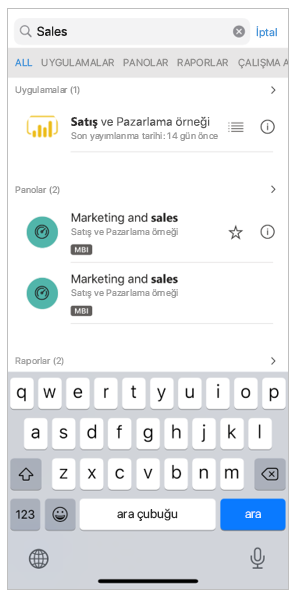 Sales
İptal
ALL UYGULAMALAR PANOLAR RAPORLAR ÇALIŞMA A
Uygulamalar (1)
Satış ve Pazarlama örneği
Son yayımlanma tarihi: 14 gün önce
Panolar (2)
Marketing and sales
Satış ve Pazarlama örneği
MBI
Marketing and sales
Satış ve Pazarlama örneği
MBI
Raporlar (2)
q w e r t y u i o p
a s d f g h j k l
z x c v b n m
123 ara çubuğu ara